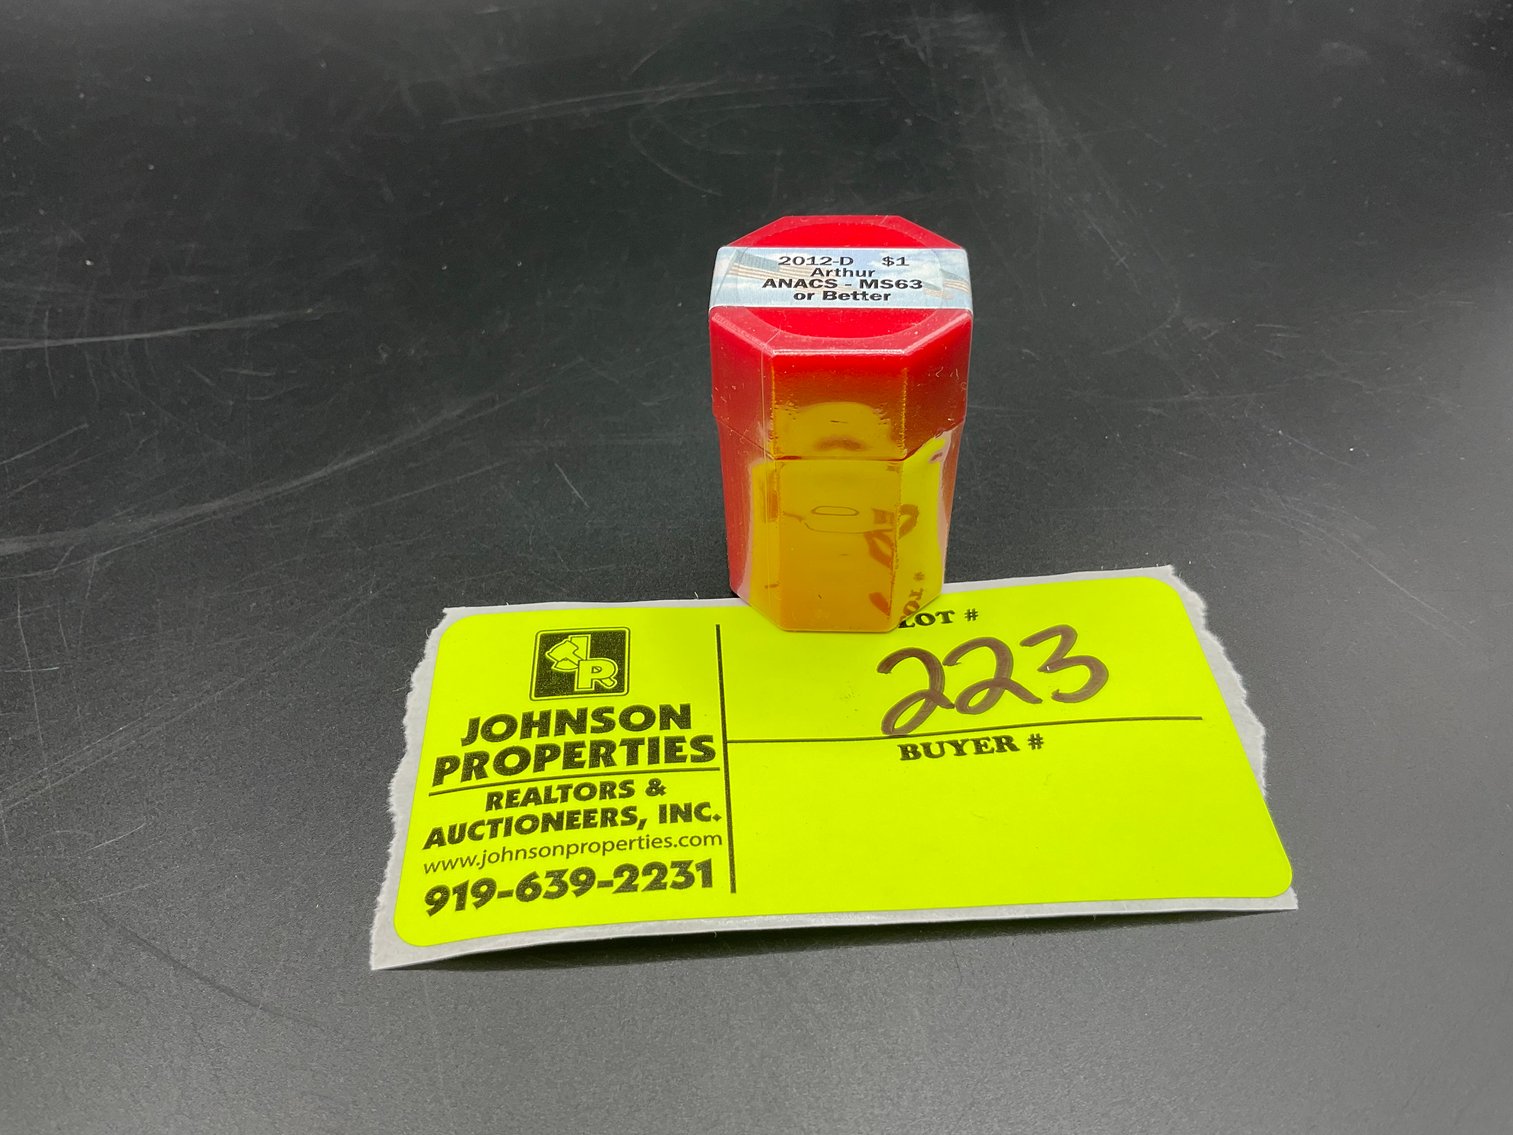 2012-D $1
Arthur
ANACS - MS63
or Better
LOT #
223
BUYER #
JR
JOHNSON
PROPERTIES
REALTORS &
AUCTIONEERS, INC.
www.johnsonproperties.com
919-639-2231